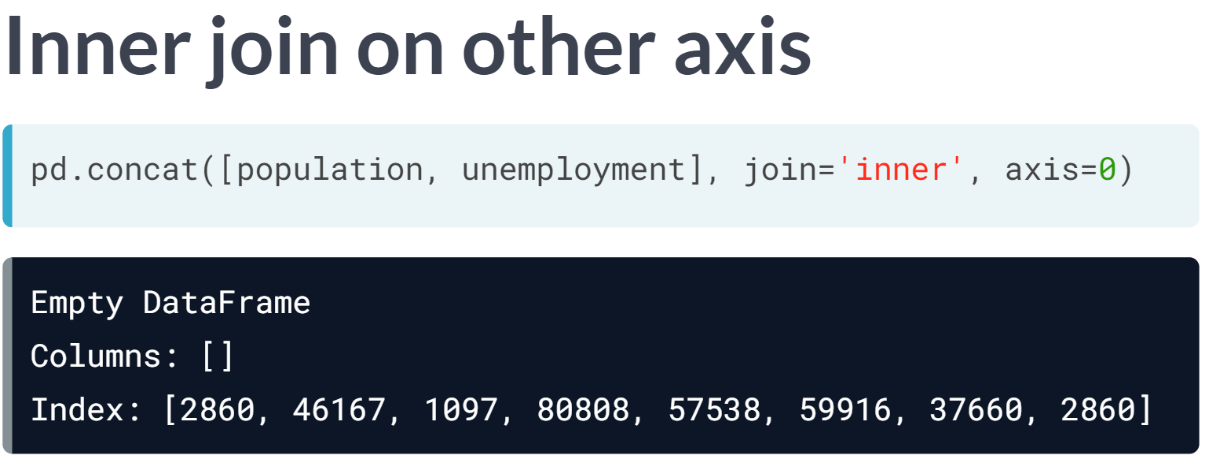 Inner join on other axis
pd.concat([population, unemployment], join='inner', axis=0)
Empty DataFrame
Columns: []
Index: [2860, 46167, 1097, 80808, 57538, 59916, 37660, 2860]